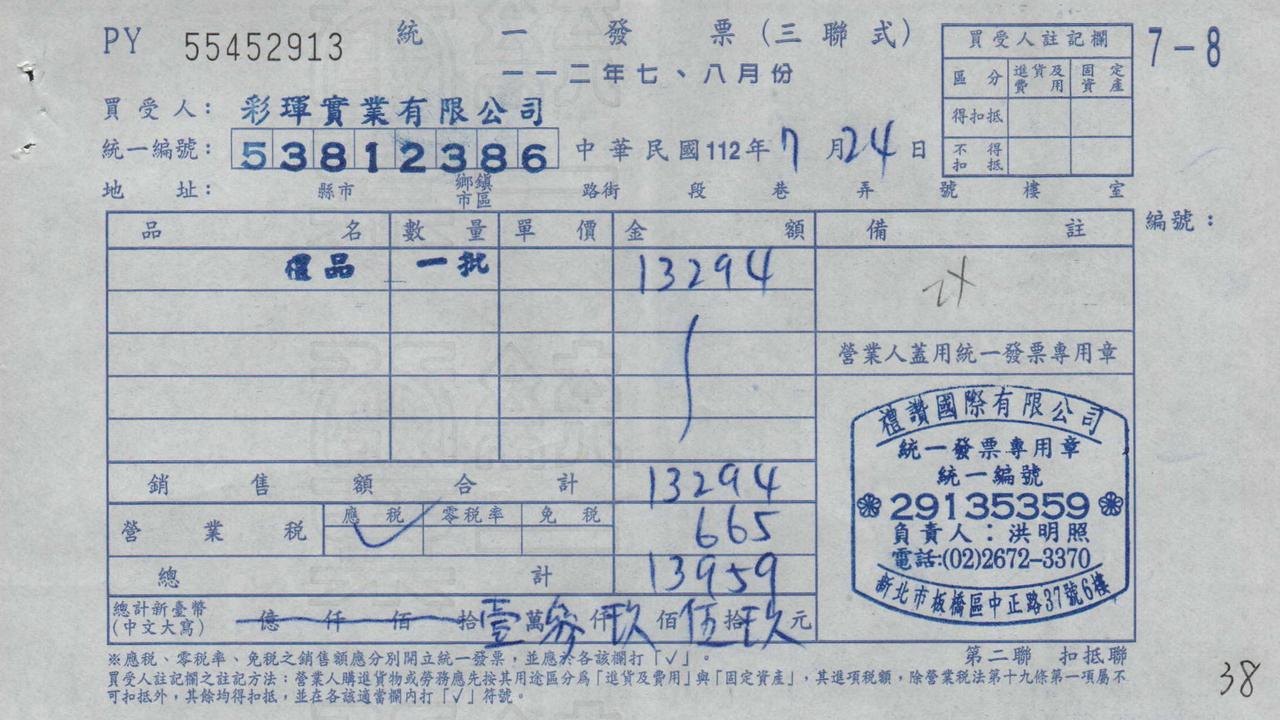 PY 55452913 統一發票(三聯式) 7-8
一一二年七、八月份
買受人註記欄
區分 進貨及費用 固定資產
得扣抵
不得扣抵
買受人: 彩琿實業有限公司
統一編號: 53812386 中華民國112年7月24日
地址: 縣市 鄉鎮市區 路街 段 巷 弄 號 樓 室
編號:
品名 數量 單價 金額 備註
禮品 一批 13294
營業人蓋用統一發票專用章
銷售額合計 13294
營業稅 應稅 ✓ 零稅率 免稅 665
總計 13959
總計新臺幣(中文大寫) 億 仟 佰 拾 壹 萬 參 仟 玖 佰 伍 拾 玖 元
禮讚國際有限公司
統一發票專用章
統一編號
29135359
負責人:洪明照
電話:(02)2672-3370
新北市板橋區中正路37號6樓
※應稅、零稅率、免稅之銷售額應分別開立統一發票,並應於各該欄打「✓」。
第二聯 扣抵聯
買受人註記欄之註記方法:營業人購進貨物或勞務應先按其用途區分為「進貨及費用」與「固定資產」,其進項稅額,除營業稅法第十九條第一項屬不
可扣抵外,其餘均得扣抵,並在各該適當欄內打「✓」符號。
38